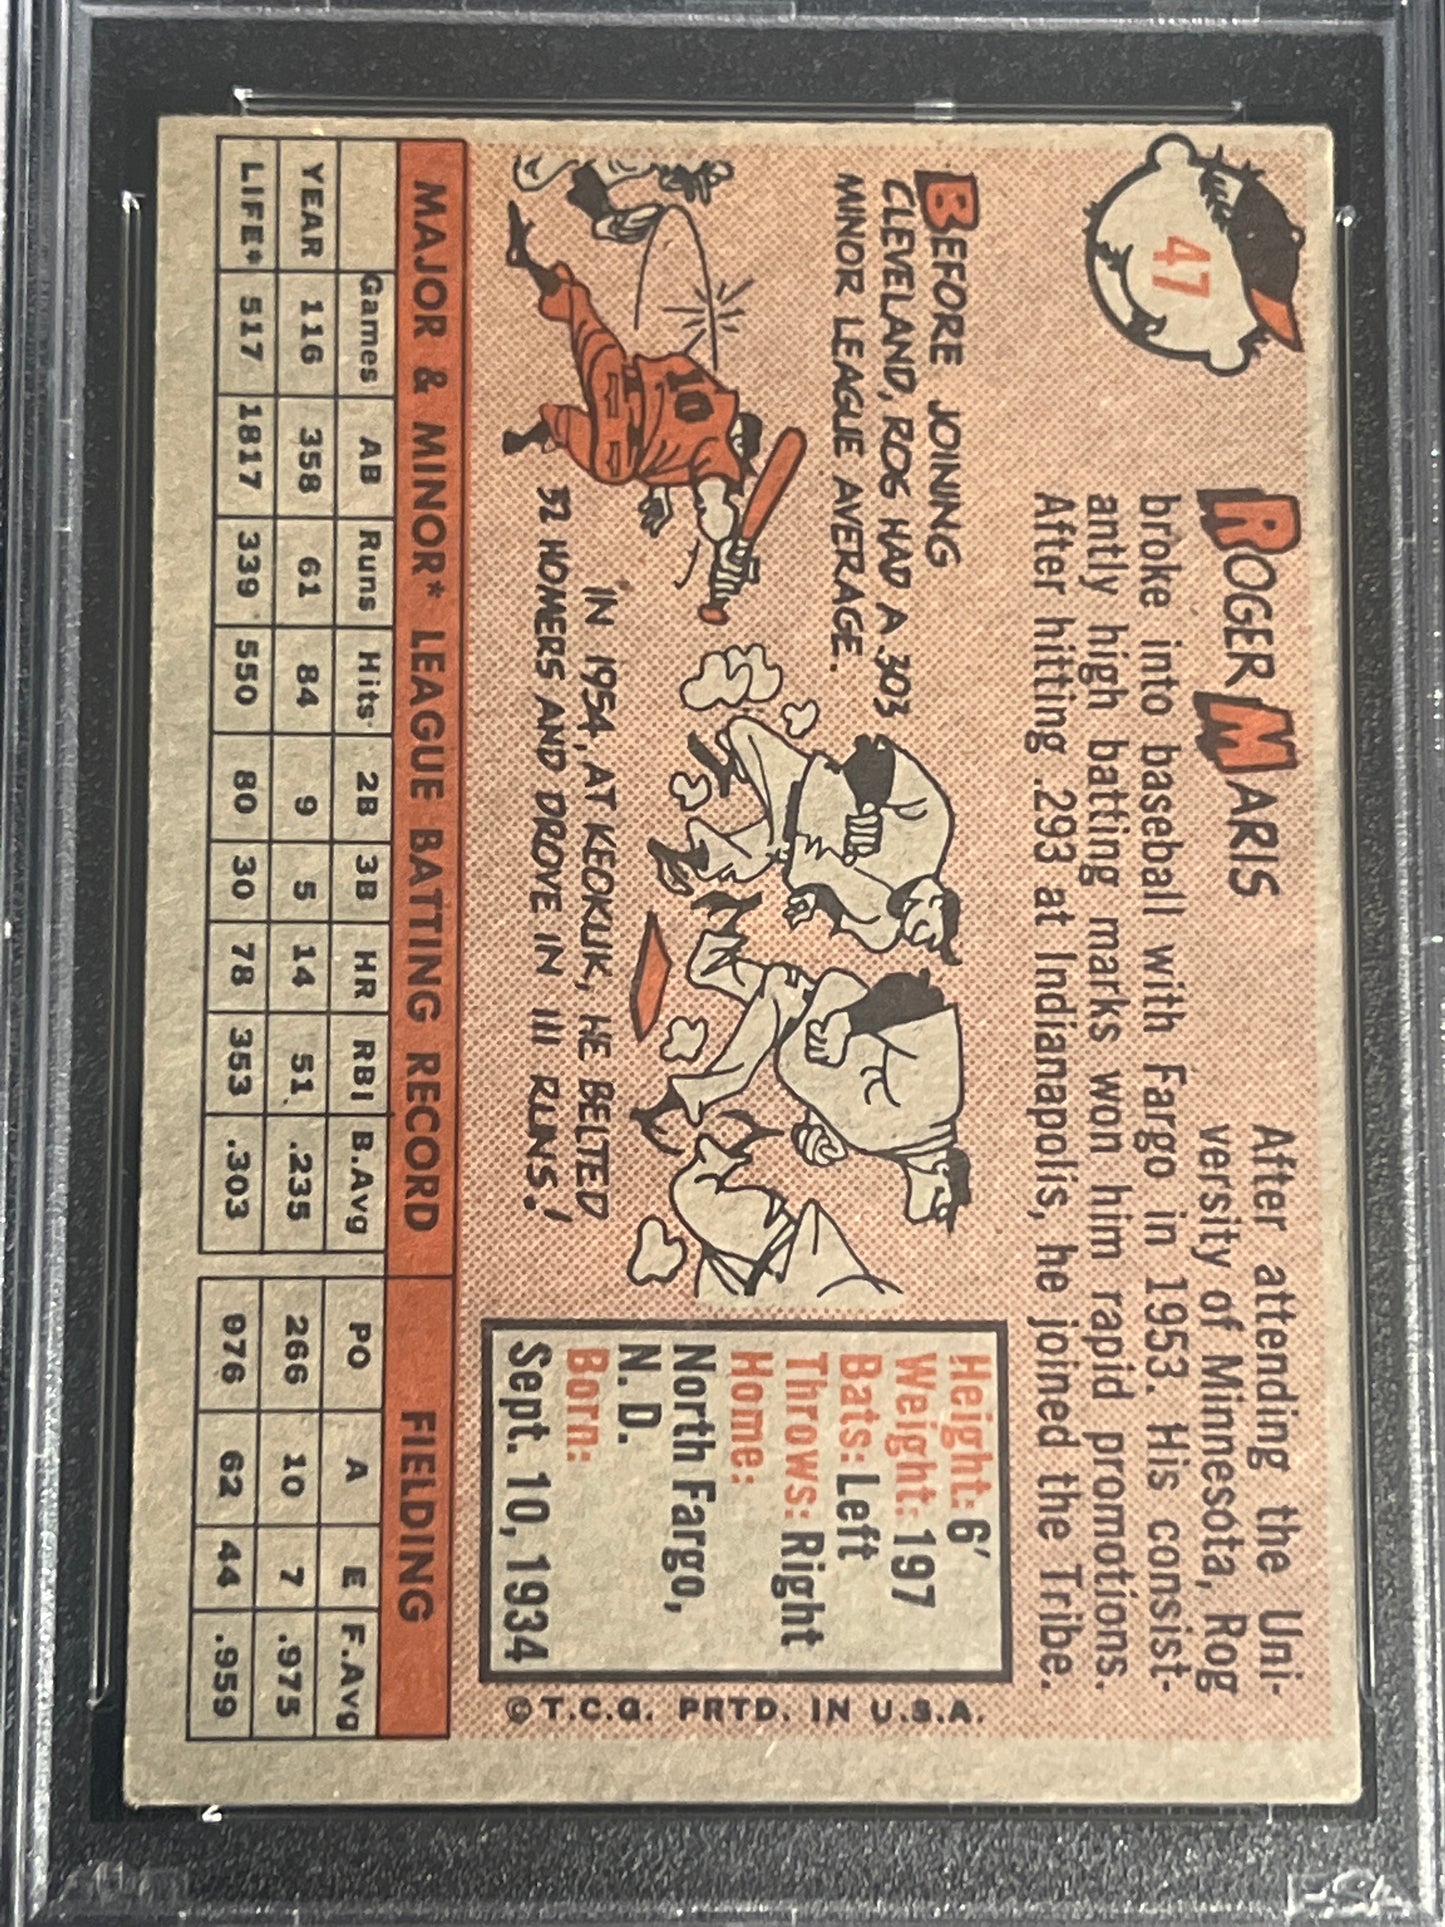 47
ROGER MARIS
After attending the Uni-
versity of Minnesota, Rog
broke into baseball with Fargo in 1953. His consist-
antly high batting marks won him rapid promotions.
After hitting .293 at Indianapolis, he joined the Tribe.
BEFORE JOINING
CLEVELAND, ROG HAD A .303
MINOR LEAGUE AVERAGE.
10
IN 1954, AT KEOKUK, HE BELTED
32 HOMERS AND DROVE IN 111 RUNS!
Height: 6'
Weight: 197
Bats: Left
Throws: Right
Home:
North Fargo,
N. D.
Born:
Sept. 10, 1934
© T.C.G. PRTD. IN U.S.A.
MAJOR & MINOR* LEAGUE BATTING RECORD FIELDING
Games AB Runs Hits 2B 3B HR RBI B.Avg PO A E F.Avg
YEAR 116 358 61 84 9 5 14 51 .235 266 10 7 .975
LIFE* 517 1817 339 550 80 30 78 353 .303 976 62 44 .959